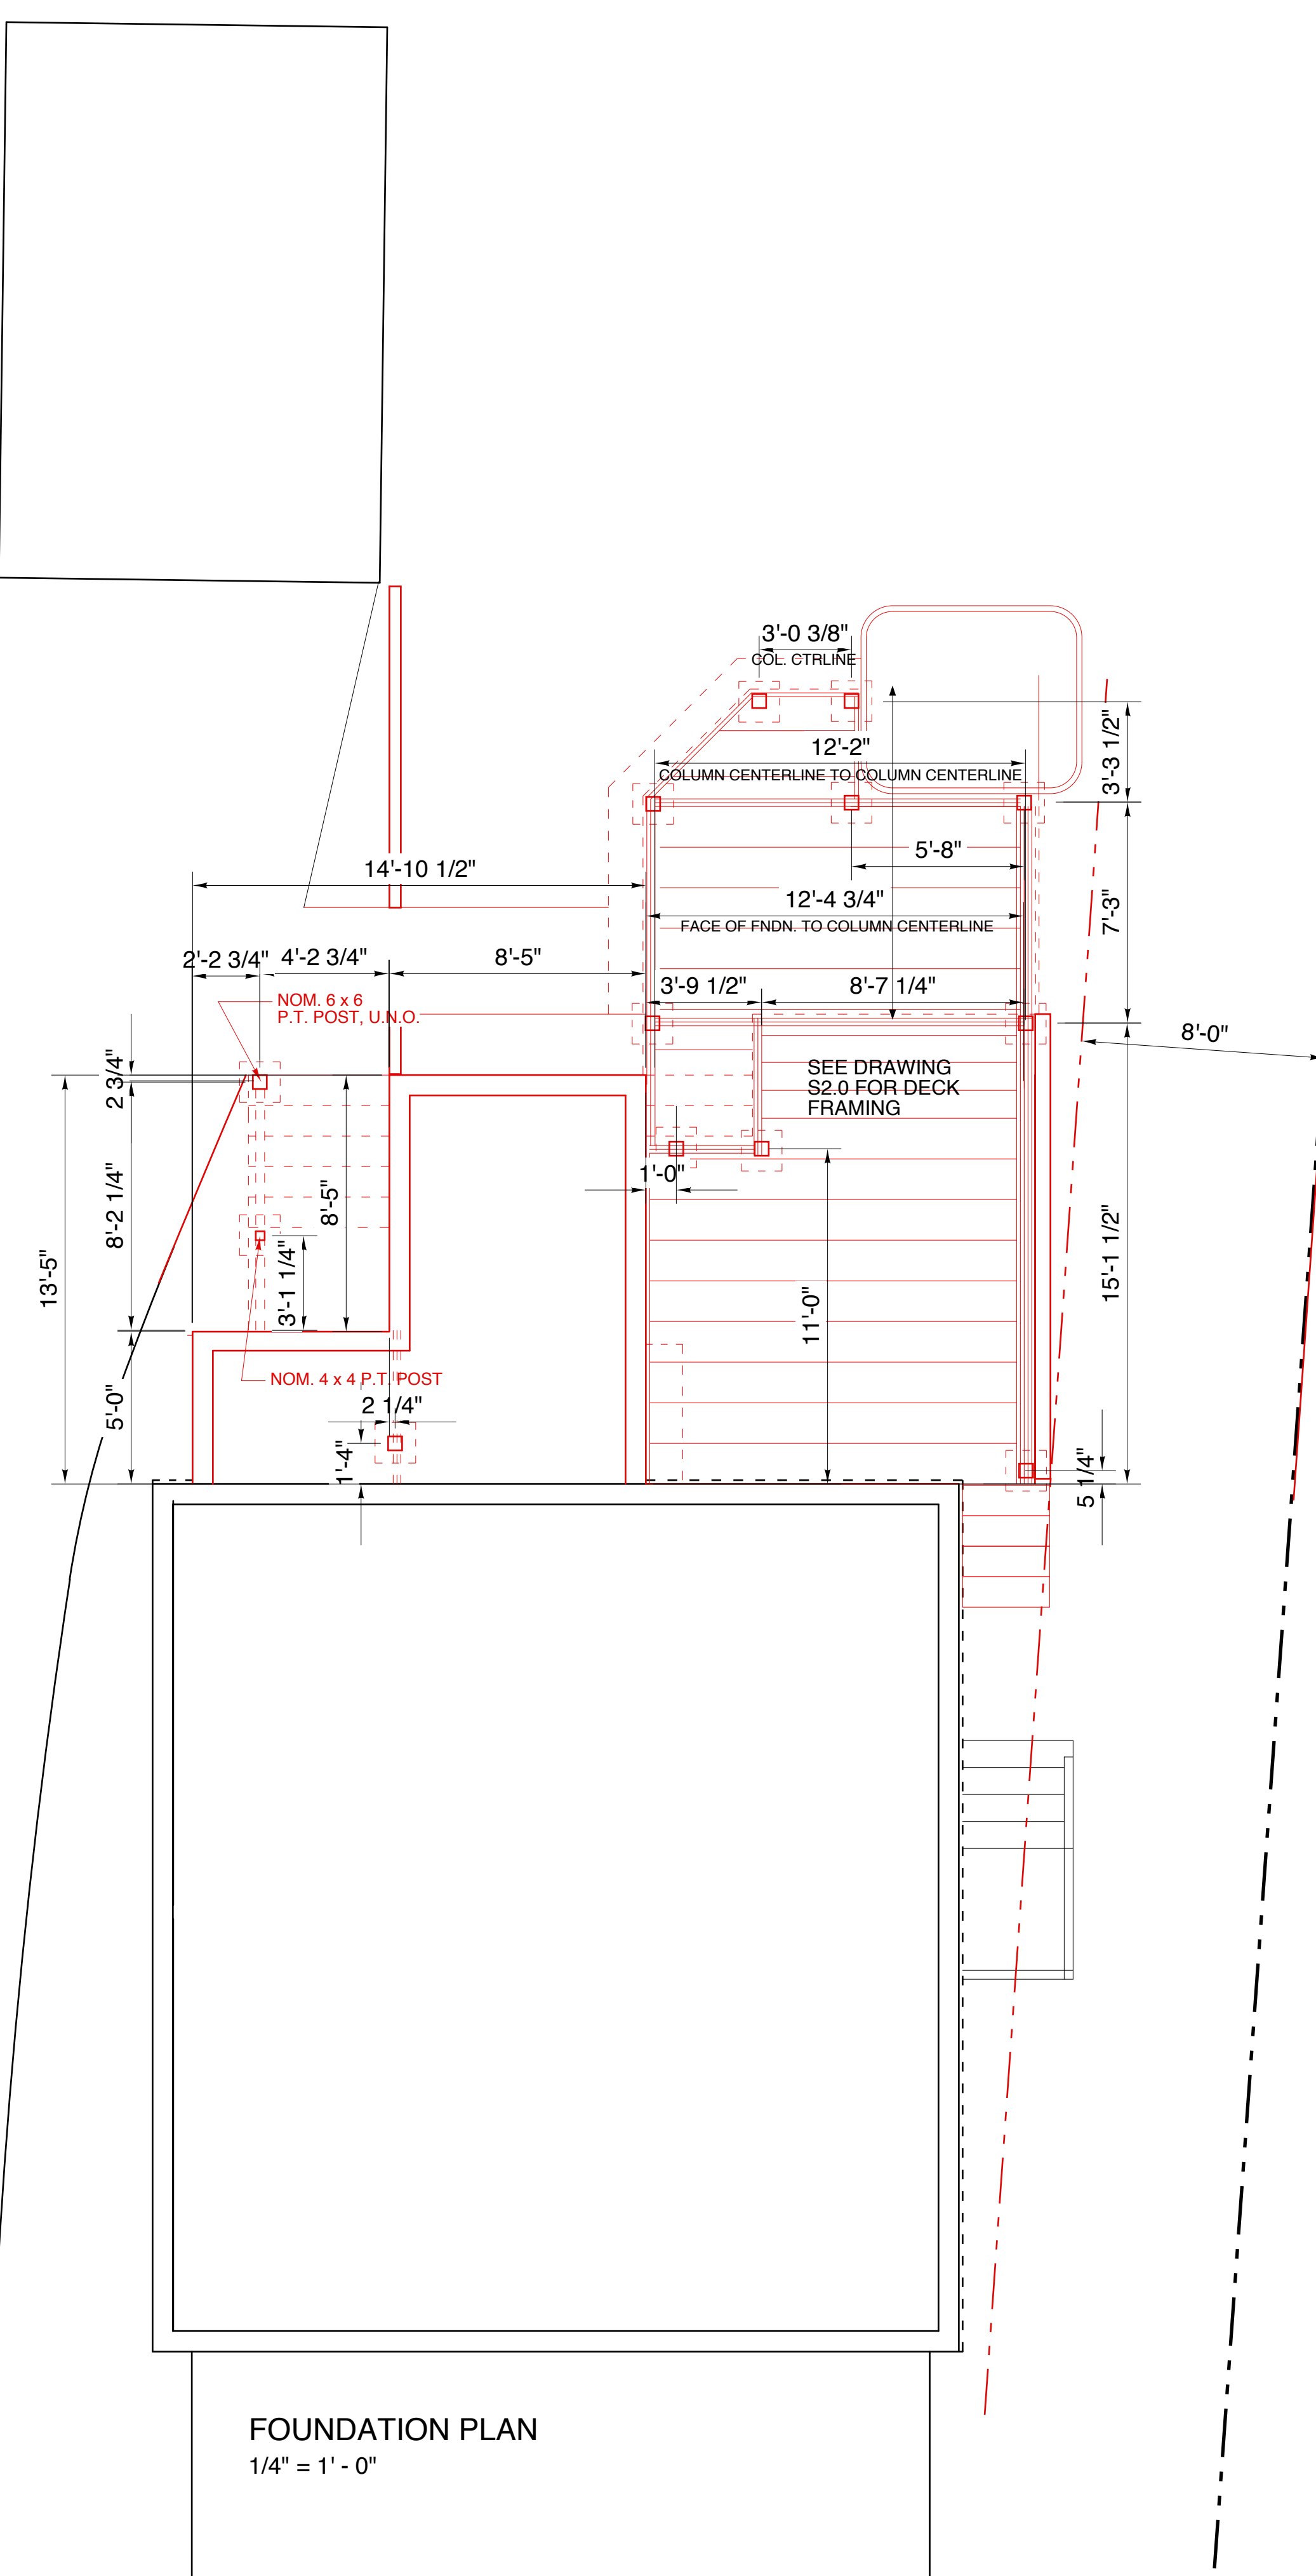 3'-0 3/8"
COL. CTRLINE
3'-3 1/2"
12'-2"
COLUMN CENTERLINE TO COLUMN CENTERLINE
5'-8"
14'-10 1/2"
12'-4 3/4"
FACE OF FNDN. TO COLUMN CENTERLINE
7'-3"
2'-2 3/4"
4'-2 3/4"
8'-5"
3'-9 1/2"
8'-7 1/4"
NOM. 6 x 6
P.T. POST, U.N.O.
8'-0"
2 3/4"
SEE DRAWING
S2.0 FOR DECK
FRAMING
1'-0"
8'-2 1/4"
8'-5"
13'-5"
3'-1 1/4"
15'-1 1/2"
11'-0"
NOM. 4 x 4 P.T. POST
5'-0"
2 1/4"
1'-4"
5 1/4"
FOUNDATION PLAN
1/4" = 1' - 0"